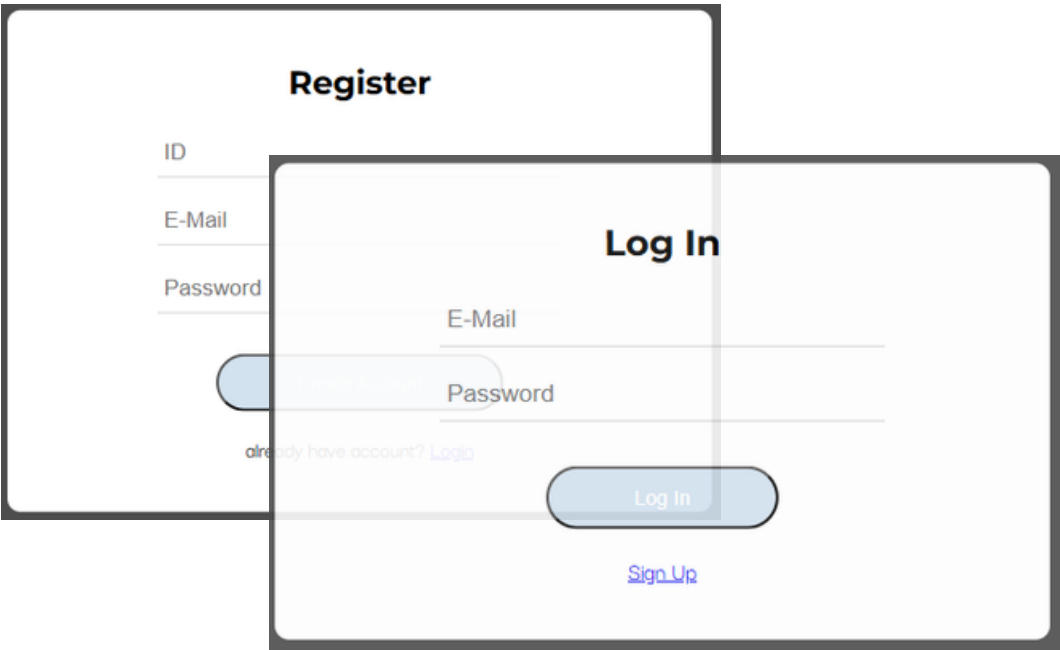 Register
ID
E-Mail
Password
already have account? Login
Log In
E-Mail
Password
Log In
Sign Up